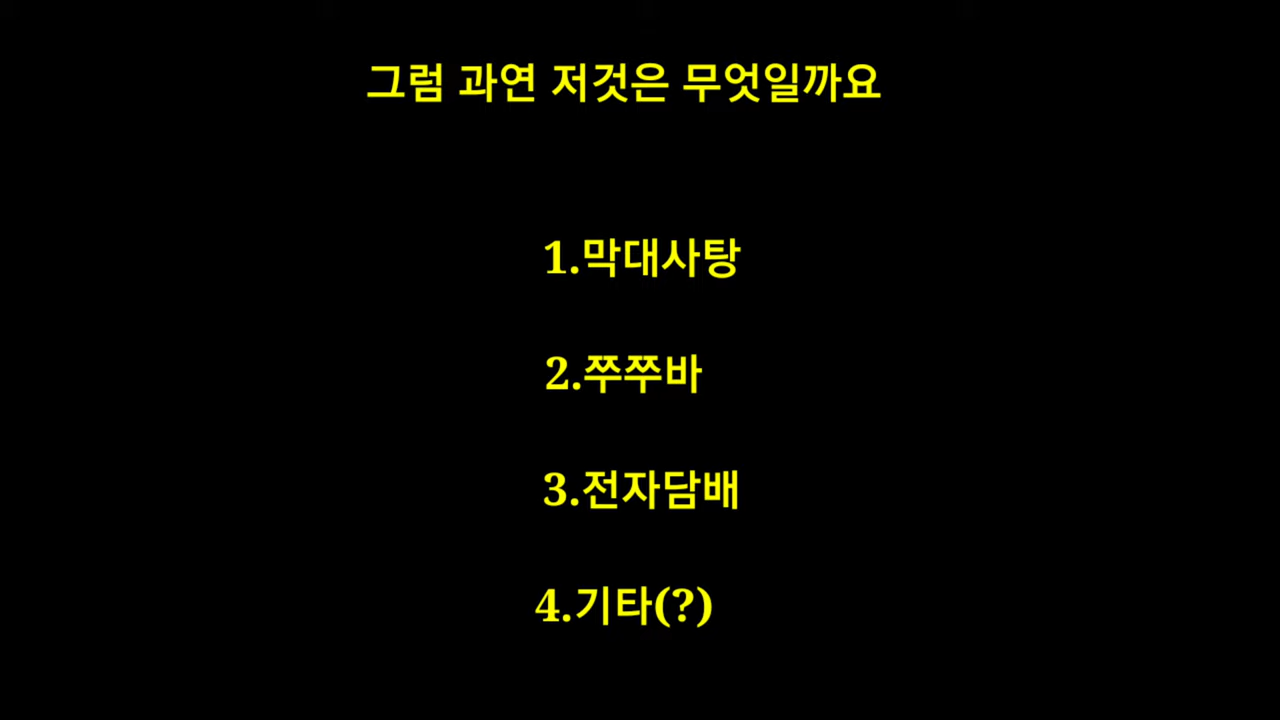 그럼 과연 저것은 무엇일까요
1.막대사탕
2.쭈쭈바
3.전자담배
4.기타(?)